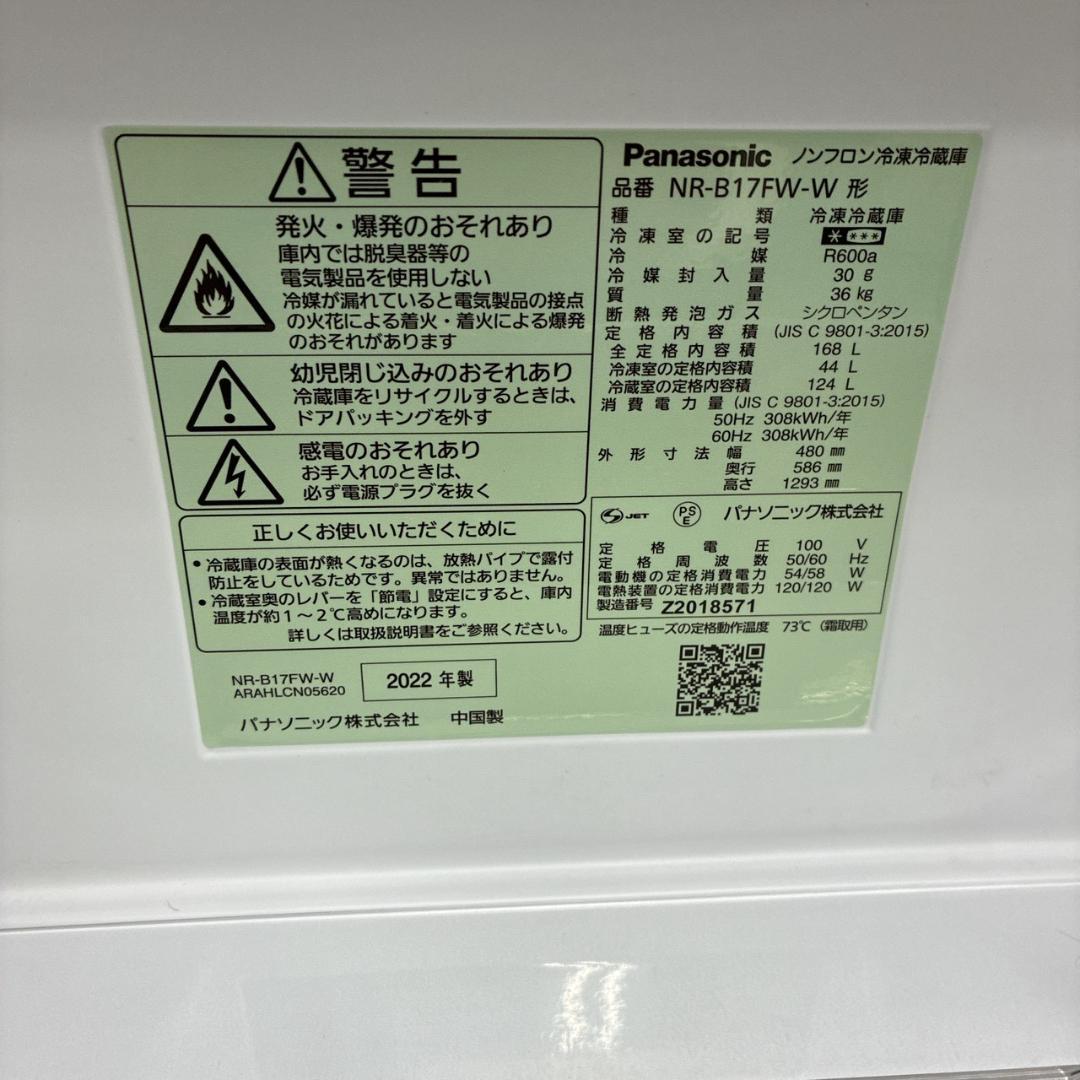 警告
発火・爆発のおそれあり
庫内では脱臭器等の
電気製品を使用しない
冷媒が漏れていると電気製品の接点
の火花による着火・着火による爆発
のおそれがあります
幼児閉じ込みのおそれあり
冷蔵庫をリサイクルするときは、
ドアパッキングを外す
感電のおそれあり
お手入れのときは、
必ず電源プラグを抜く
正しくお使いいただくために
• 冷蔵庫の表面が熱くなるのは、放熱パイプで露付
防止をしているためです。異常ではありません。
• 冷蔵室奥のレバーを「節電」設定にすると、庫内
温度が約1～2℃高めになります。
詳しくは取扱説明書をご参照ください。
NR-B17FW-W
ARAHLCN05620
2022 年製
パナソニック株式会社 中国製
Panasonic ノンフロン冷凍冷蔵庫
品番 NR-B17FW-W 形
種類 冷凍冷蔵庫
冷凍室の記号 * ***
冷媒 R600a
冷媒封入量 30 g
質量 36 kg
断熱発泡ガス シクロペンタン
定格内容積 (JIS C 9801-3:2015)
全定格内容積 168 L
冷凍室の定格内容積 44 L
冷蔵室の定格内容積 124 L
消費電力量 (JIS C 9801-3:2015)
50Hz 308kWh/年
60Hz 308kWh/年
外形寸法 幅 480 mm
奥行 586 mm
高さ 1293 mm
JET PSE パナソニック株式会社
定格電圧 100 V
定格周波数 50/60 Hz
電動機の定格消費電力 54/58 W
電熱装置の定格消費電力 120/120 W
製造番号 Z2018571
温度ヒューズの定格動作温度 73℃（霜取用）